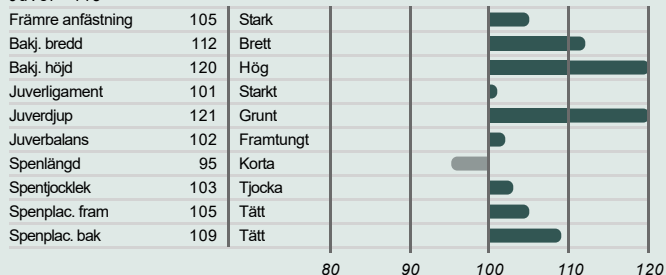 Främre anfästning 105 Stark
Bakj. bredd 112 Brett
Bakj. höjd 120 Hög
Juverligament 101 Starkt
Juverdjup 121 Grunt
Juverbalans 102 Framtungt
Spenlängd 95 Korta
Spentjocklek 103 Tjocka
Spenplac. fram 105 Tätt
Spenplac. bak 109 Tätt
80 90 100 110 120